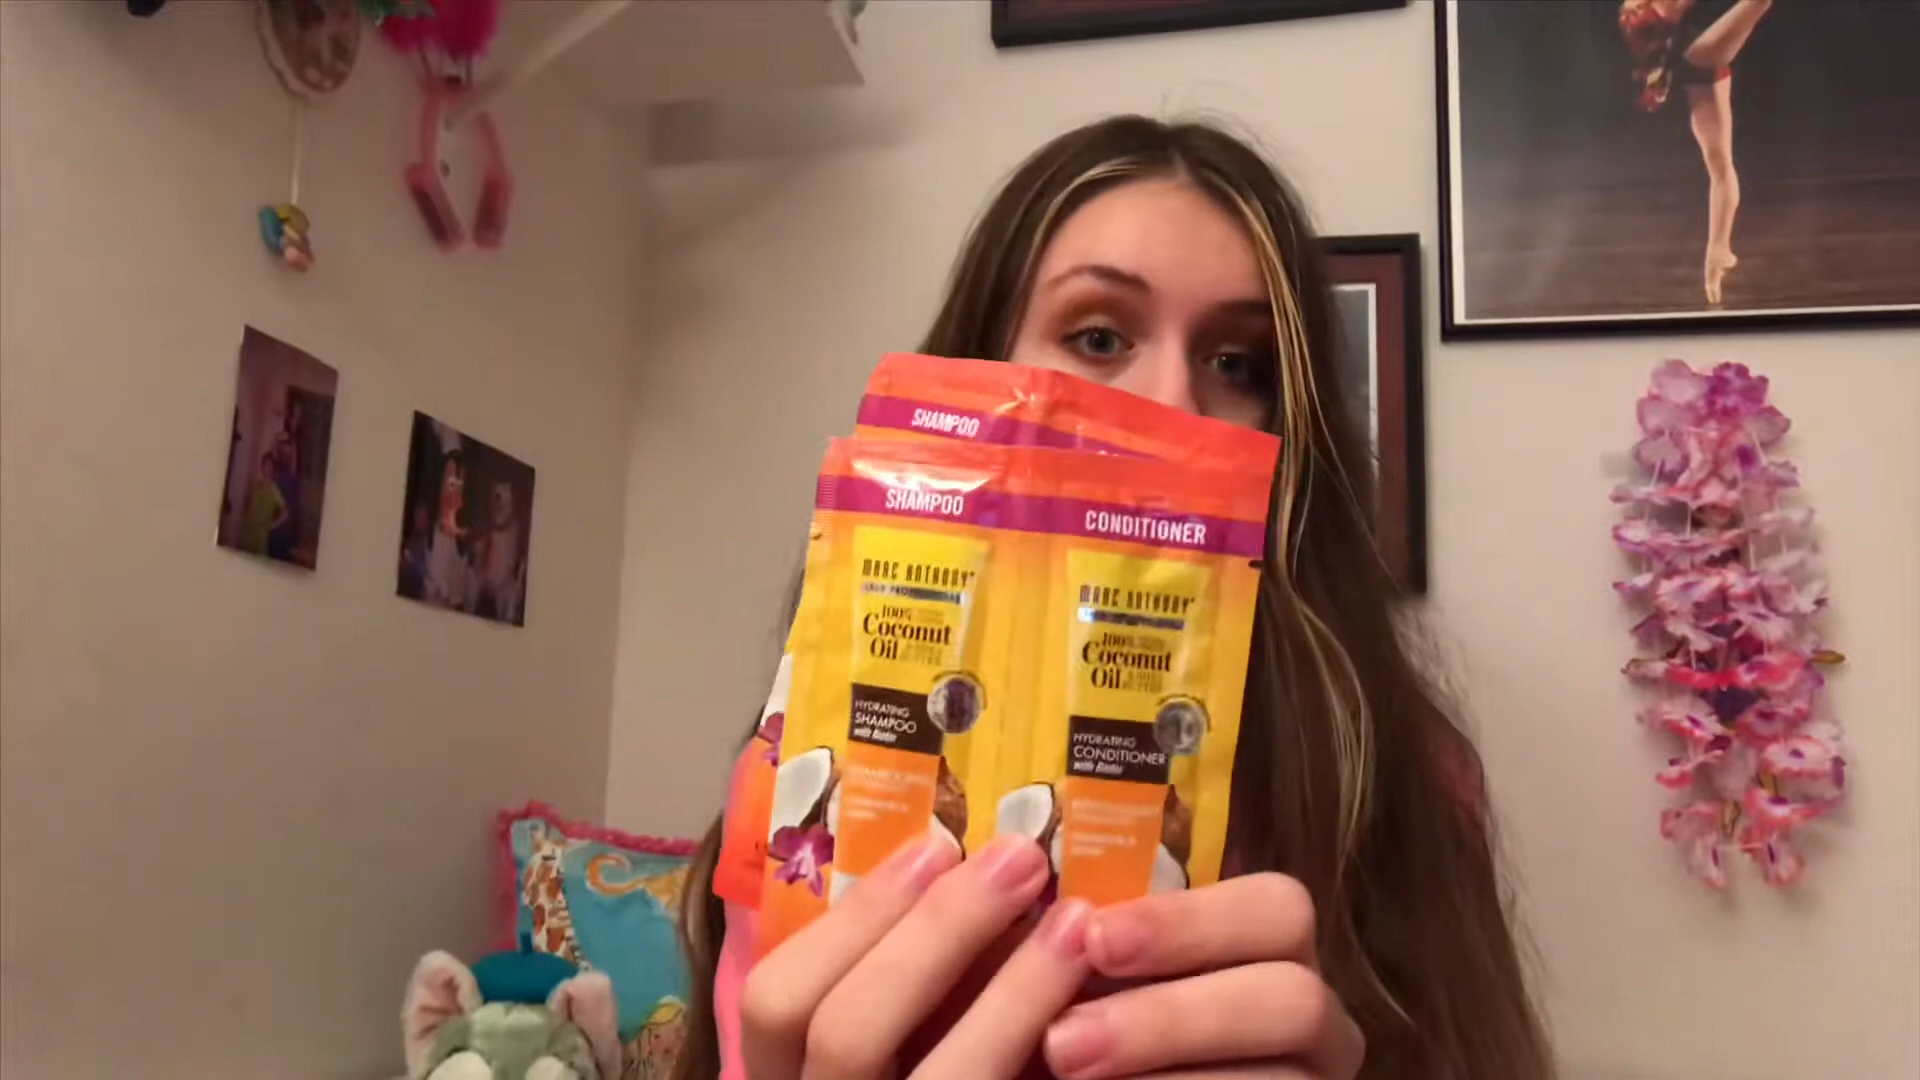 SHAMPOO
SHAMPOO
CONDITIONER
MARC ANTHONY
100%
Coconut
Oil
HYDRATING
SHAMPOO
with Biotin
MARC ANTHONY
100%
Coconut
Oil
HYDRATING
CONDITIONER
with Biotin